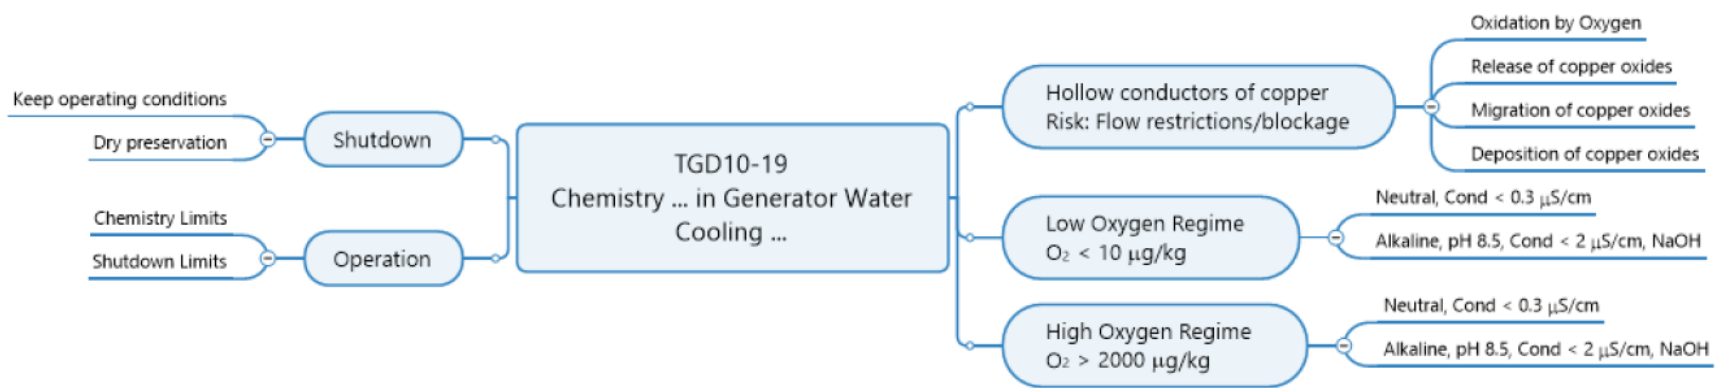 TGD10-19
Chemistry ... in Generator Water
Cooling ...
Shutdown
Keep operating conditions
Dry preservation
Operation
Chemistry Limits
Shutdown Limits
Hollow conductors of copper
Risk: Flow restrictions/blockage
Oxidation by Oxygen
Release of copper oxides
Migration of copper oxides
Deposition of copper oxides
Low Oxygen Regime
O₂ < 10 µg/kg
Neutral, Cond < 0.3 µS/cm
Alkaline, pH 8.5, Cond < 2 µS/cm, NaOH
High Oxygen Regime
O₂ > 2000 µg/kg
Neutral, Cond < 0.3 µS/cm
Alkaline, pH 8.5, Cond < 2 µS/cm, NaOH